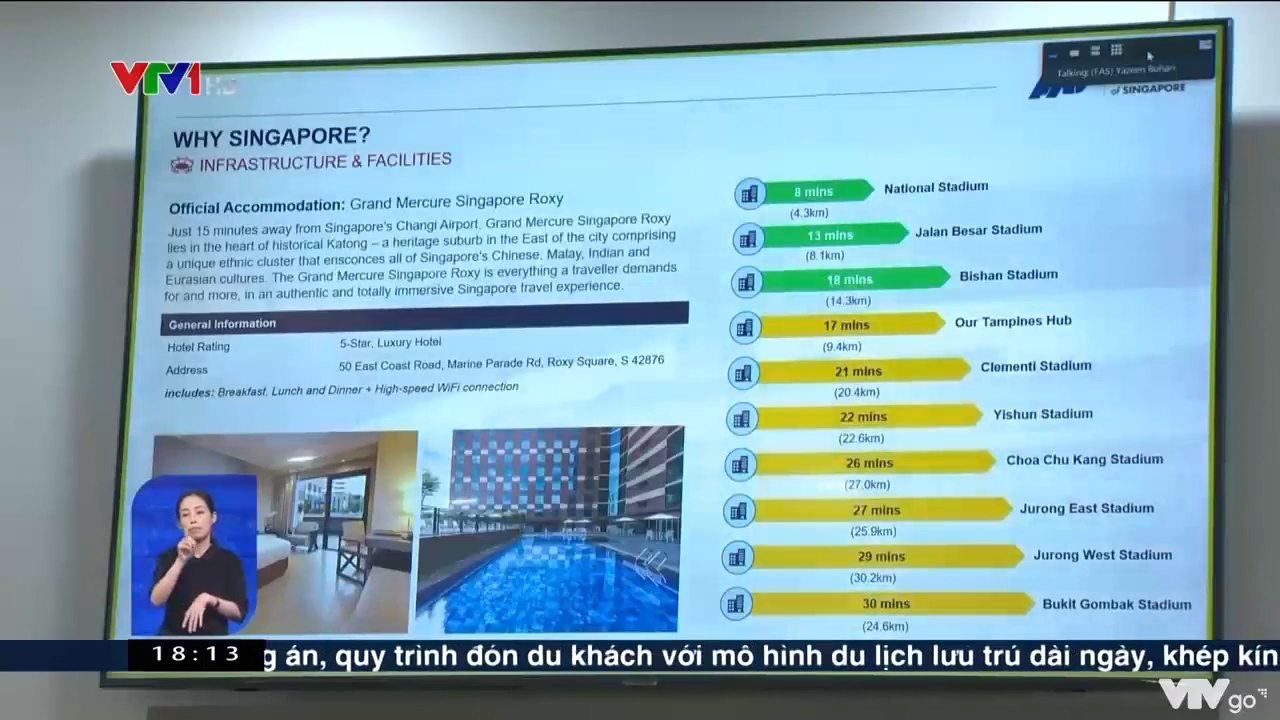 VTV1 HD
Talking: (FAS) Yazeen Buhari
of SINGAPORE
WHY SINGAPORE?
INFRASTRUCTURE & FACILITIES
Official Accommodation: Grand Mercure Singapore Roxy
Just 15 minutes away from Singapore's Changi Airport, Grand Mercure Singapore Roxy
lies in the heart of historical Katong – a heritage suburb in the East of the city comprising
a unique ethnic cluster that ensconces all of Singapore's Chinese, Malay, Indian and
Eurasian cultures. The Grand Mercure Singapore Roxy is everything a traveller demands
for and more, in an authentic and totally immersive Singapore travel experience.
General Information
Hotel Rating 5-Star, Luxury Hotel
Address 50 East Coast Road, Marine Parade Rd, Roxy Square, S 42876
includes: Breakfast, Lunch and Dinner + High-speed WiFi connection
8 mins National Stadium
(4.3km)
13 mins Jalan Besar Stadium
(8.1km)
18 mins Bishan Stadium
(14.3km)
17 mins Our Tampines Hub
(9.4km)
21 mins Clementi Stadium
(20.4km)
22 mins Yishun Stadium
(22.6km)
26 mins Choa Chu Kang Stadium
(27.0km)
27 mins Jurong East Stadium
(25.9km)
29 mins Jurong West Stadium
(30.2km)
30 mins Bukit Gombak Stadium
(24.6km)
18:13 g án, quy trình đón du khách với mô hình du lịch lưu trú dài ngày, khép kín
VTV go